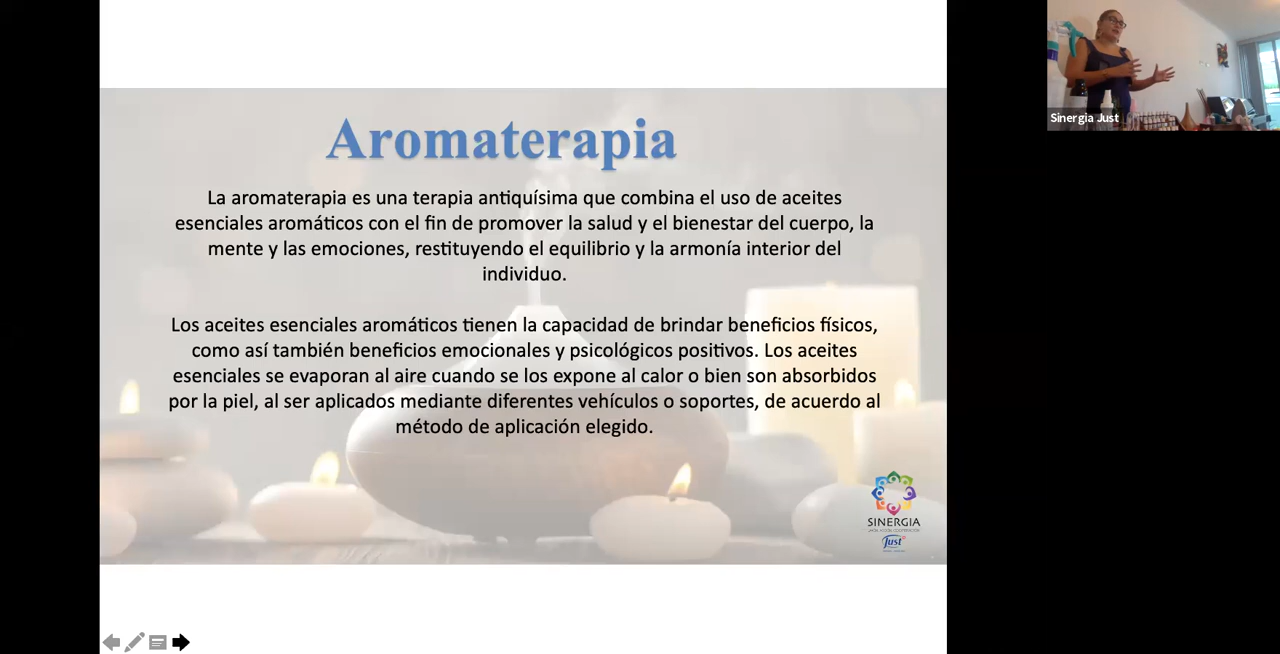 Aromaterapia
La aromaterapia es una terapia antiquísima que combina el uso de aceites
esenciales aromáticos con el fin de promover la salud y el bienestar del cuerpo, la
mente y las emociones, restituyendo el equilibrio y la armonía interior del
individuo.
Los aceites esenciales aromáticos tienen la capacidad de brindar beneficios físicos,
como así también beneficios emocionales y psicológicos positivos. Los aceites
esenciales se evaporan al aire cuando se los expone al calor o bien son absorbidos
por la piel, al ser aplicados mediante diferentes vehículos o soportes, de acuerdo al
método de aplicación elegido.
SINERGIA
Just
Sinergia Just